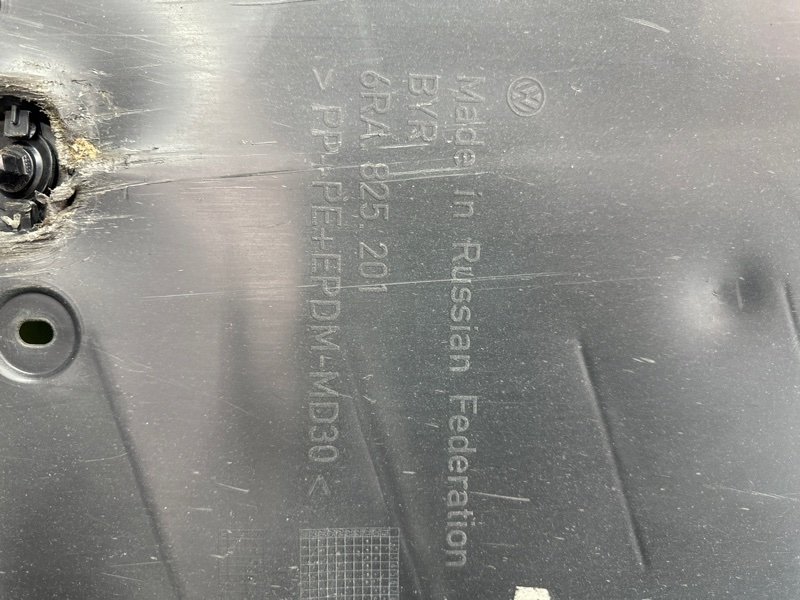 Made in Russian Federation
BYR
6RA. 825. 201
> PP+PE+EPDM-MD30 <